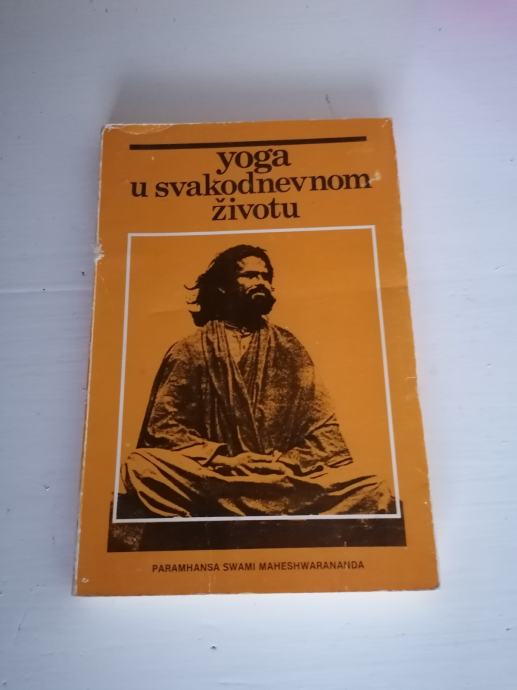 yoga
u svakodnevnom
životu
PARAMHANSA SWAMI MAHESHWARANANDA